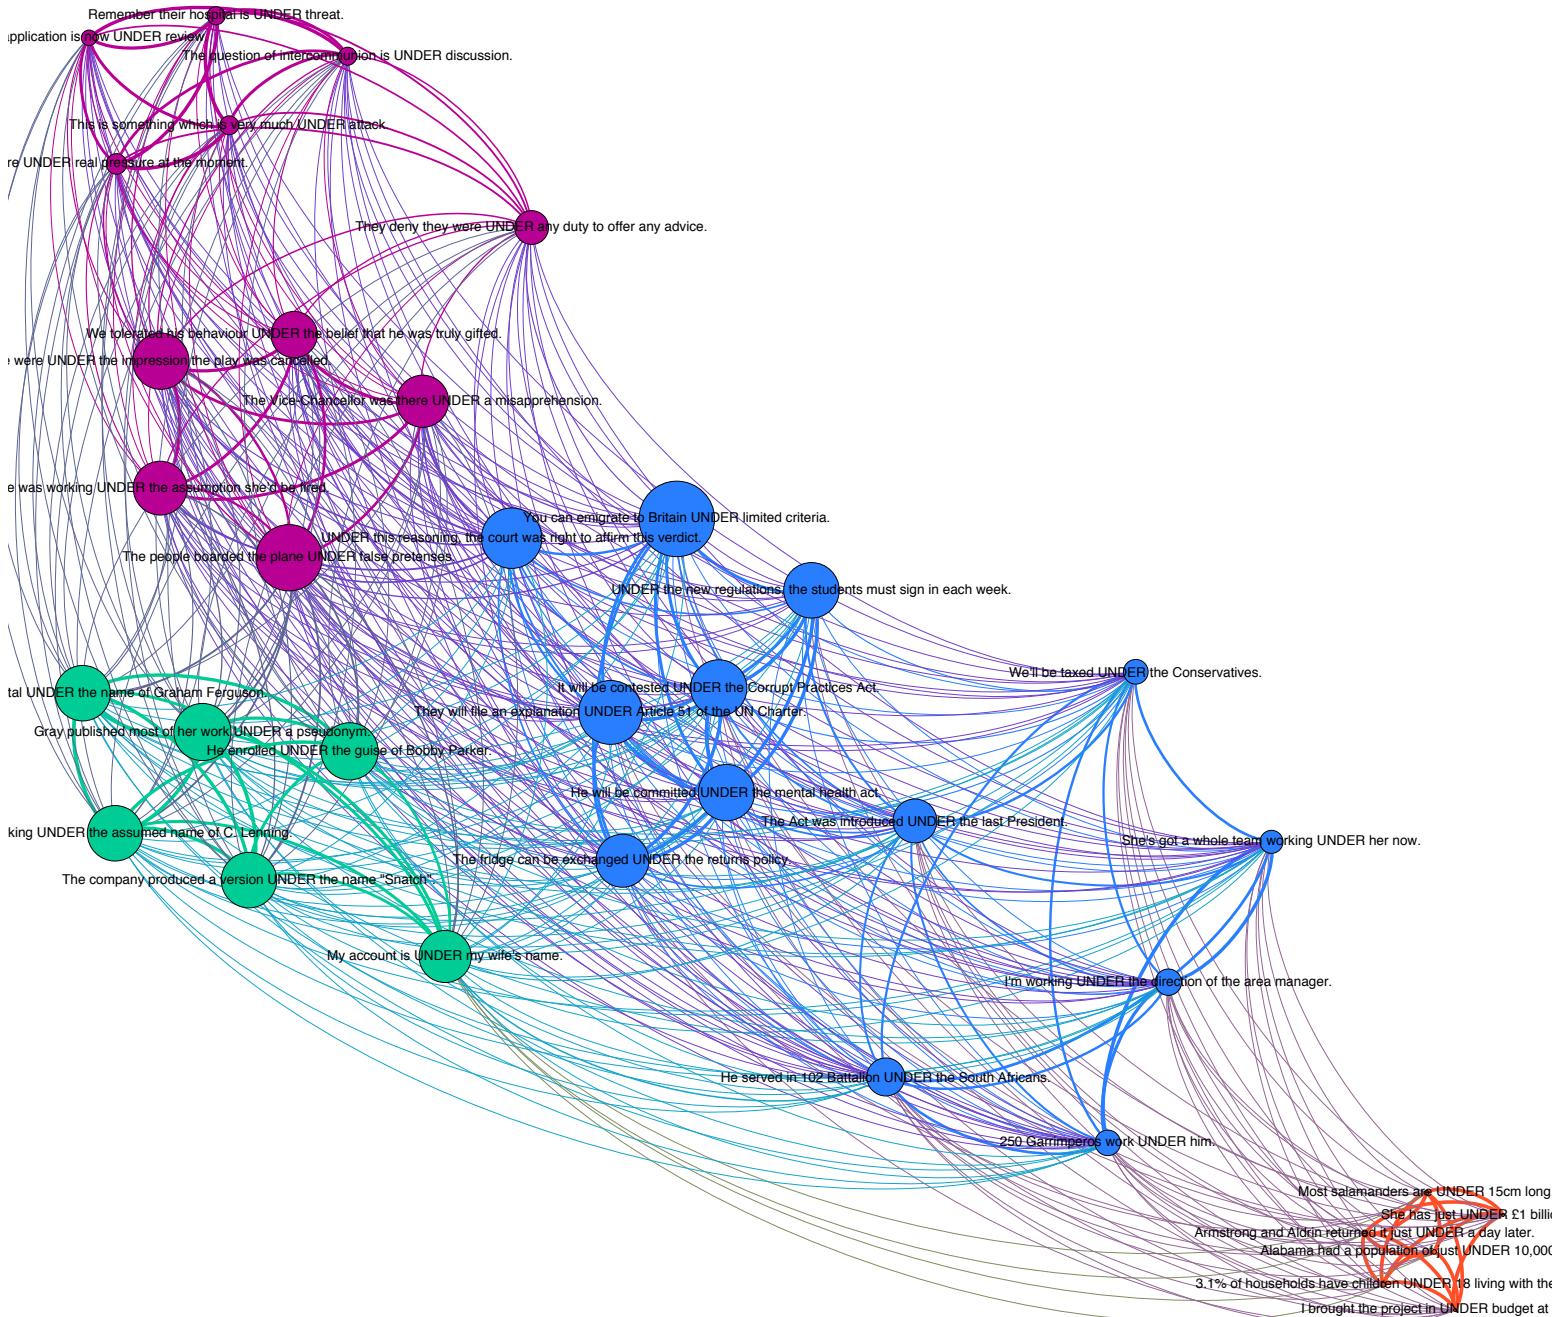 Remember their hospital is UNDER threat.
application is now UNDER review.
The question of intercommunion is UNDER discussion.
This is something which is very much UNDER attack.
re UNDER real pressure at the moment.
They deny they were UNDER any duty to offer any advice.
We tolerated his behaviour UNDER the belief that he was truly gifted.
e were UNDER the impression the play was cancelled.
The Vice-Chancellor was there UNDER a misapprehension.
e was working UNDER the assumption she'd be fired.
You can emigrate to Britain UNDER limited criteria.
UNDER this reasoning, the court was right to affirm this verdict.
The people boarded the plane UNDER false pretenses.
UNDER the new regulations, the students must sign in each week.
We'll be taxed UNDER the Conservatives.
It will be contested UNDER the Corrupt Practices Act.
tal UNDER the name of Graham Ferguson.
They will file an explanation UNDER Article 51 of the UN Charter.
Gray published most of her work UNDER a pseudonym.
He enrolled UNDER the guise of Bobby Parker.
He will be committed UNDER the mental health act.
The Act was introduced UNDER the last President.
king UNDER the assumed name of C. Lenning.
She's got a whole team working UNDER her now.
The fridge can be exchanged UNDER the returns policy.
The company produced a version UNDER the name "Snatch".
My account is UNDER my wife's name.
I'm working UNDER the direction of the area manager.
He served in 102 Battalion UNDER the South Africans.
250 Garrimperos work UNDER him.
Most salamanders are UNDER 15cm long
She has just UNDER £1 billi
Armstrong and Aldrin returned it just UNDER a day later.
Alabama had a population of just UNDER 10,000
3.1% of households have children UNDER 18 living with the
I brought the project in UNDER budget at